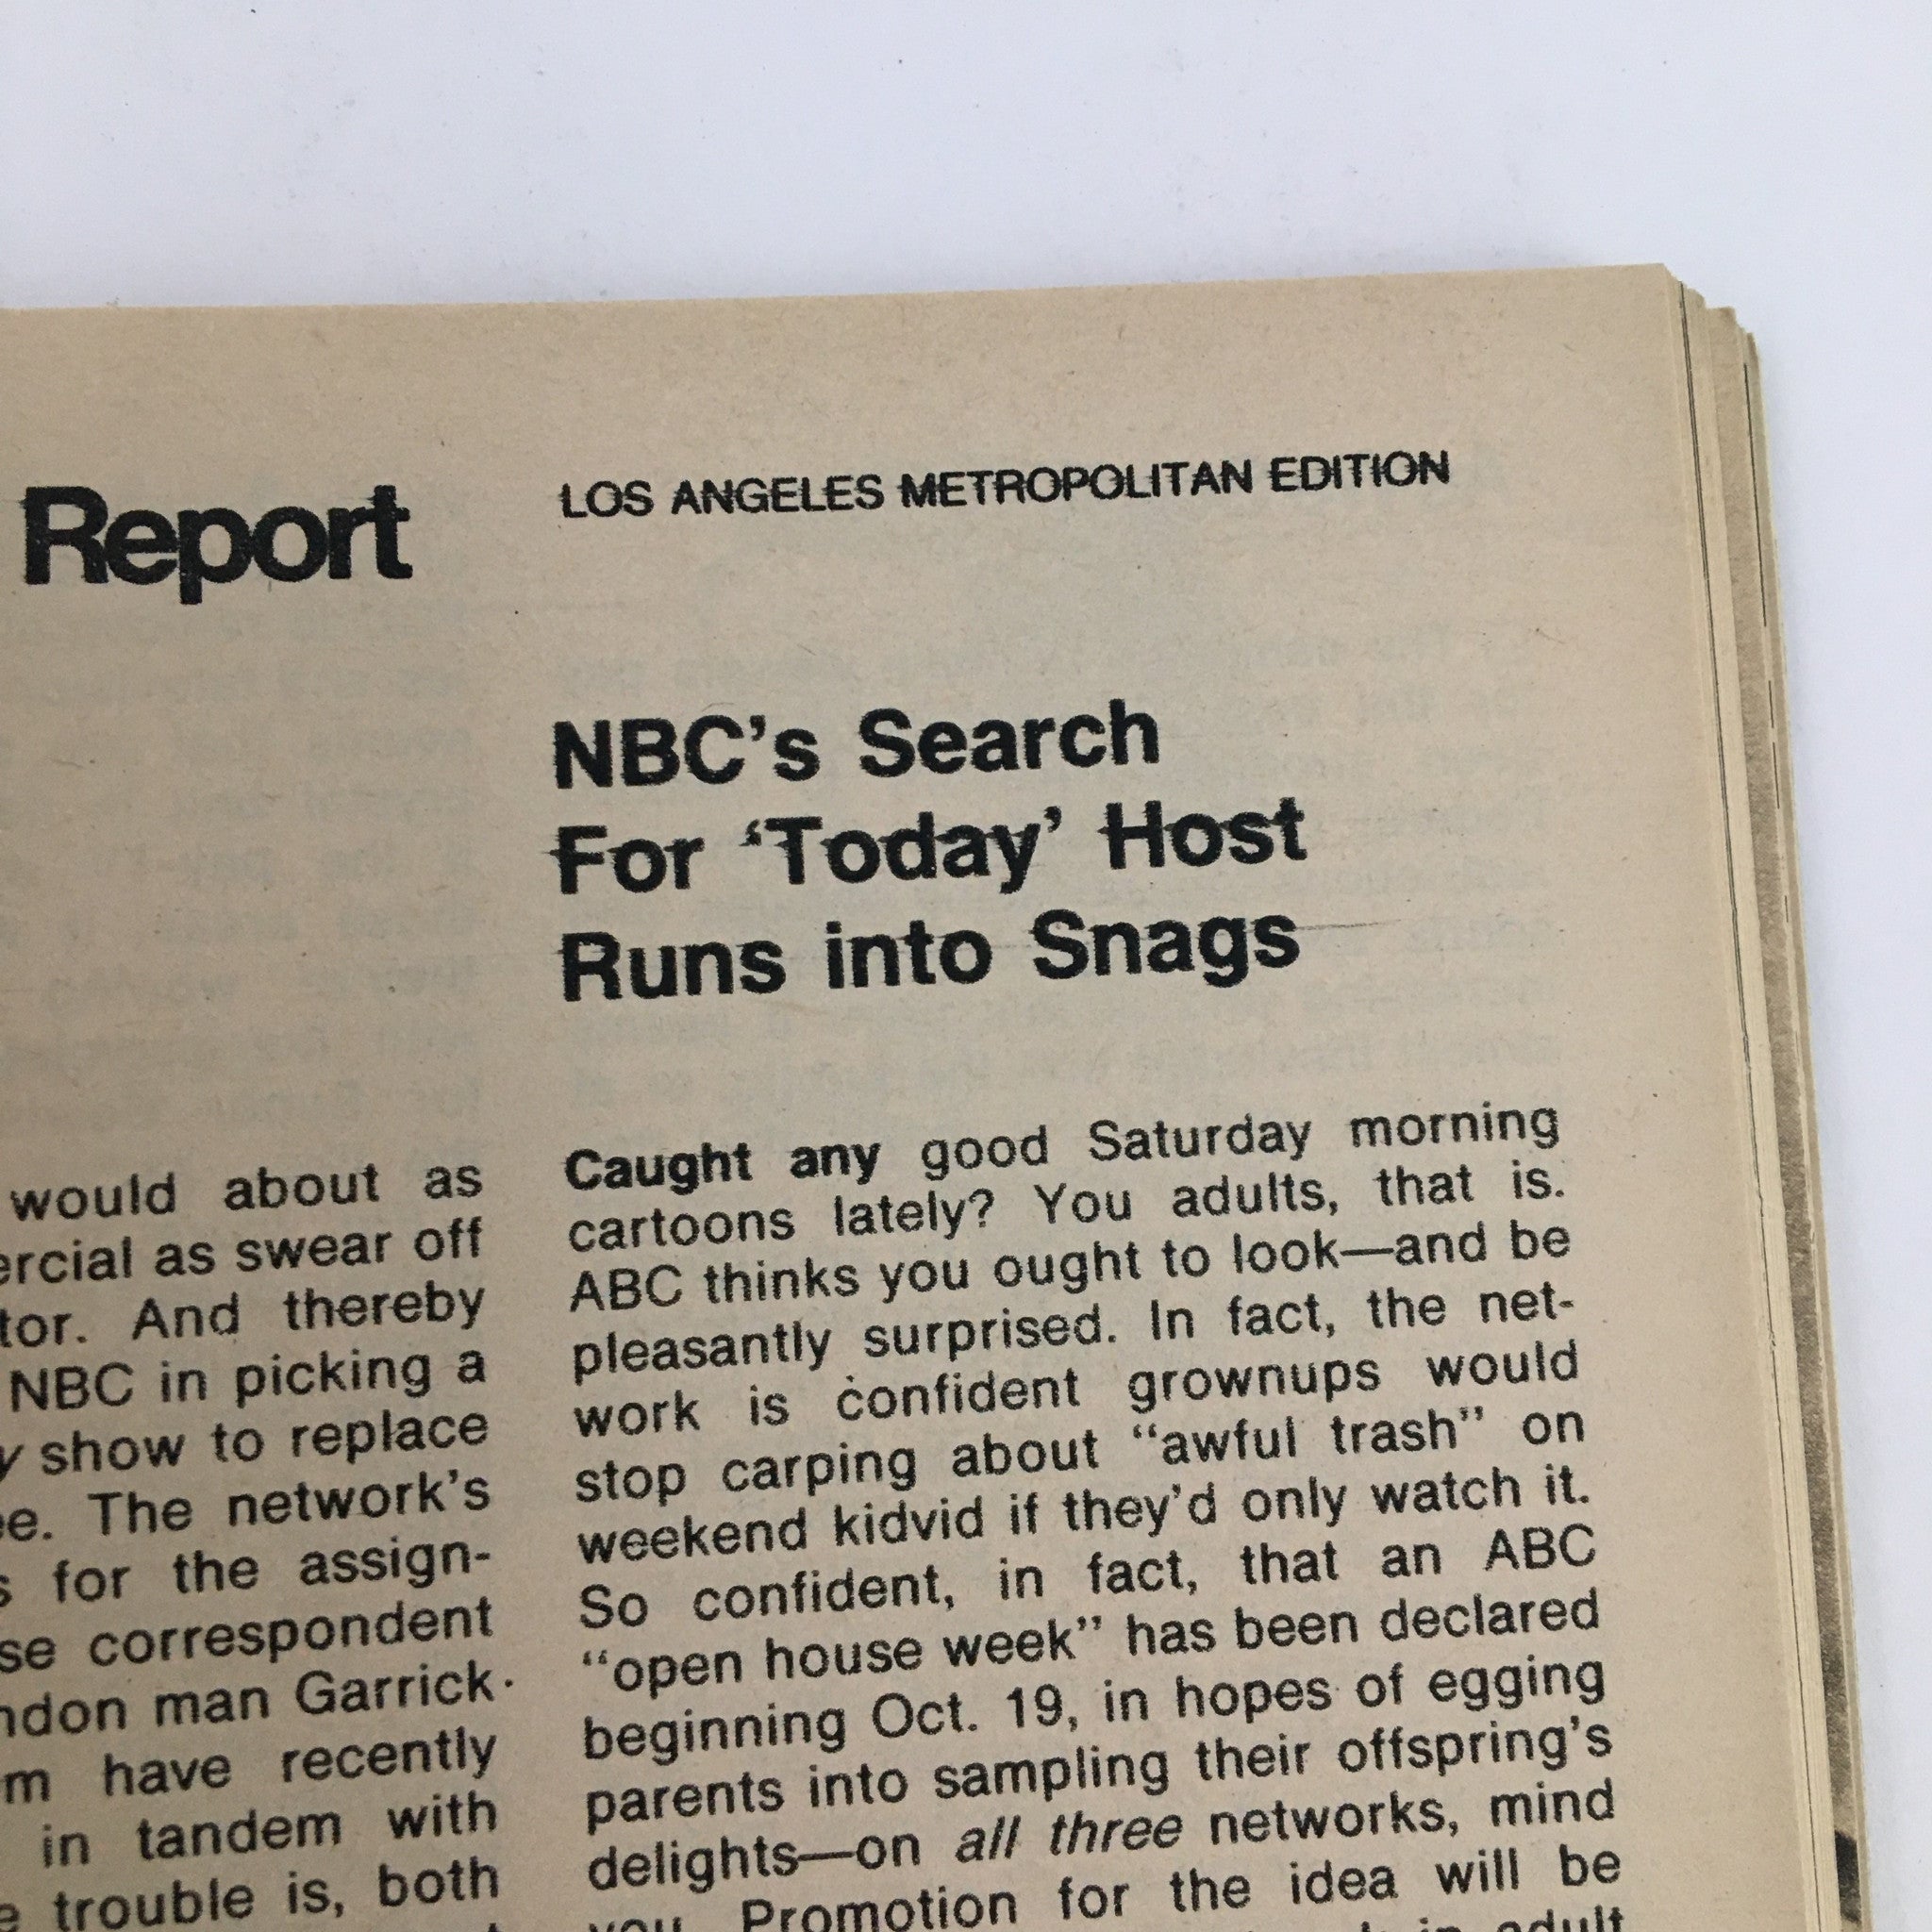 Report
LOS ANGELES METROPOLITAN EDITION
NBC's Search
For 'Today' Host
Runs into Snags
would about as
ercial as swear off
tor. And thereby
NBC in picking a
y show to replace
ee. The network's
s for the assign-
se correspondent
ndon man Garrick
m have recently
in tandem with
e trouble is, both
Caught any good Saturday morning
cartoons lately? You adults, that is.
ABC thinks you ought to look—and be
pleasantly surprised. In fact, the net-
work is confident grownups would
stop carping about “awful trash” on
weekend kidvid if they'd only watch it.
So confident, in fact, that an ABC
“open house week” has been declared
beginning Oct. 19, in hopes of egging
parents into sampling their offspring's
delights—on all three networks, mind
you. Promotion for the idea will be
in adult